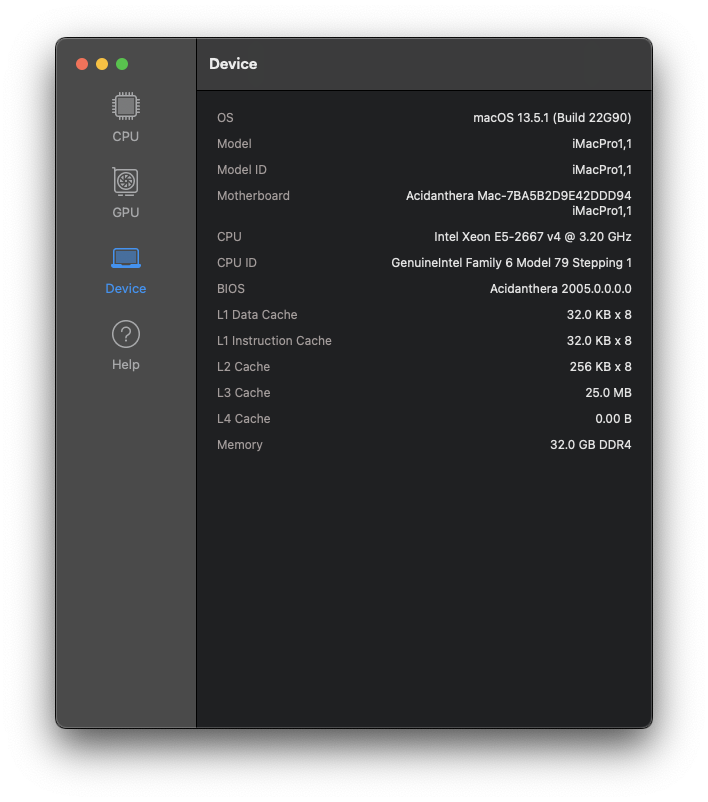 Device
CPU
GPU
Device
Help
OS macOS 13.5.1 (Build 22G90)
Model iMacPro1,1
Model ID iMacPro1,1
Motherboard Acidanthera Mac-7BA5B2D9E42DDD94
iMacPro1,1
CPU Intel Xeon E5-2667 v4 @ 3.20 GHz
CPU ID GenuineIntel Family 6 Model 79 Stepping 1
BIOS Acidanthera 2005.0.0.0.0
L1 Data Cache 32.0 KB x 8
L1 Instruction Cache 32.0 KB x 8
L2 Cache 256 KB x 8
L3 Cache 25.0 MB
L4 Cache 0.00 B
Memory 32.0 GB DDR4